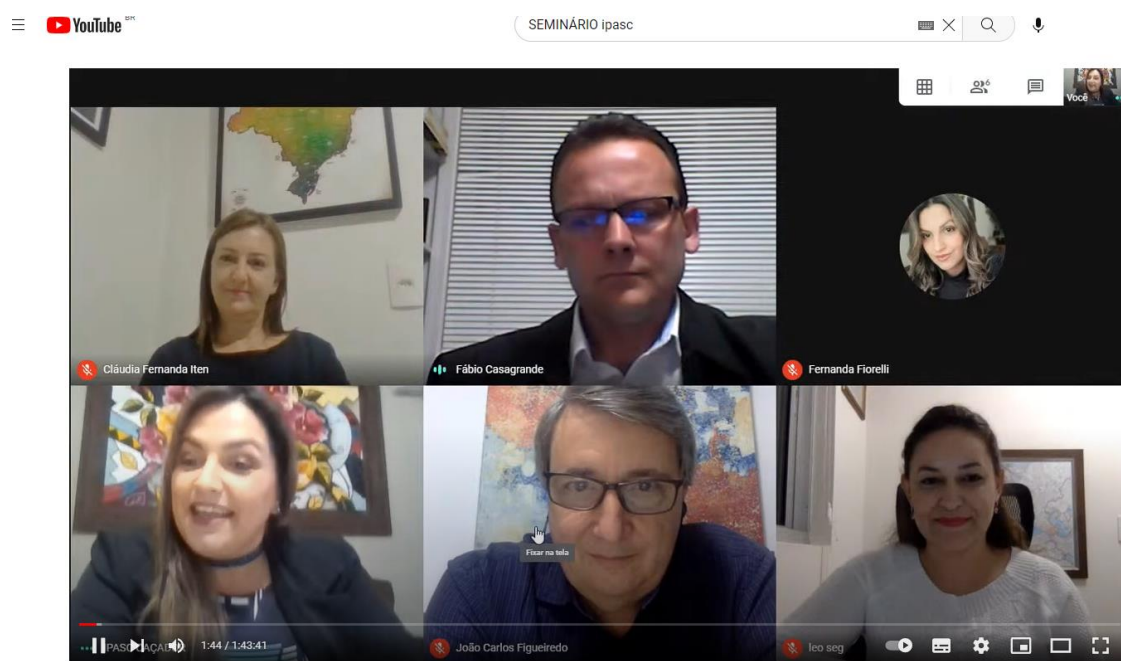 YouTube BR
SEMINÁRIO ipasc
6
Você
Cláudia Fernanda Iten
Fábio Casagrande
Fernanda Fiorelli
Fixar na tela
1:44 / 1:43:41
João Carlos Figueiredo
leo seg